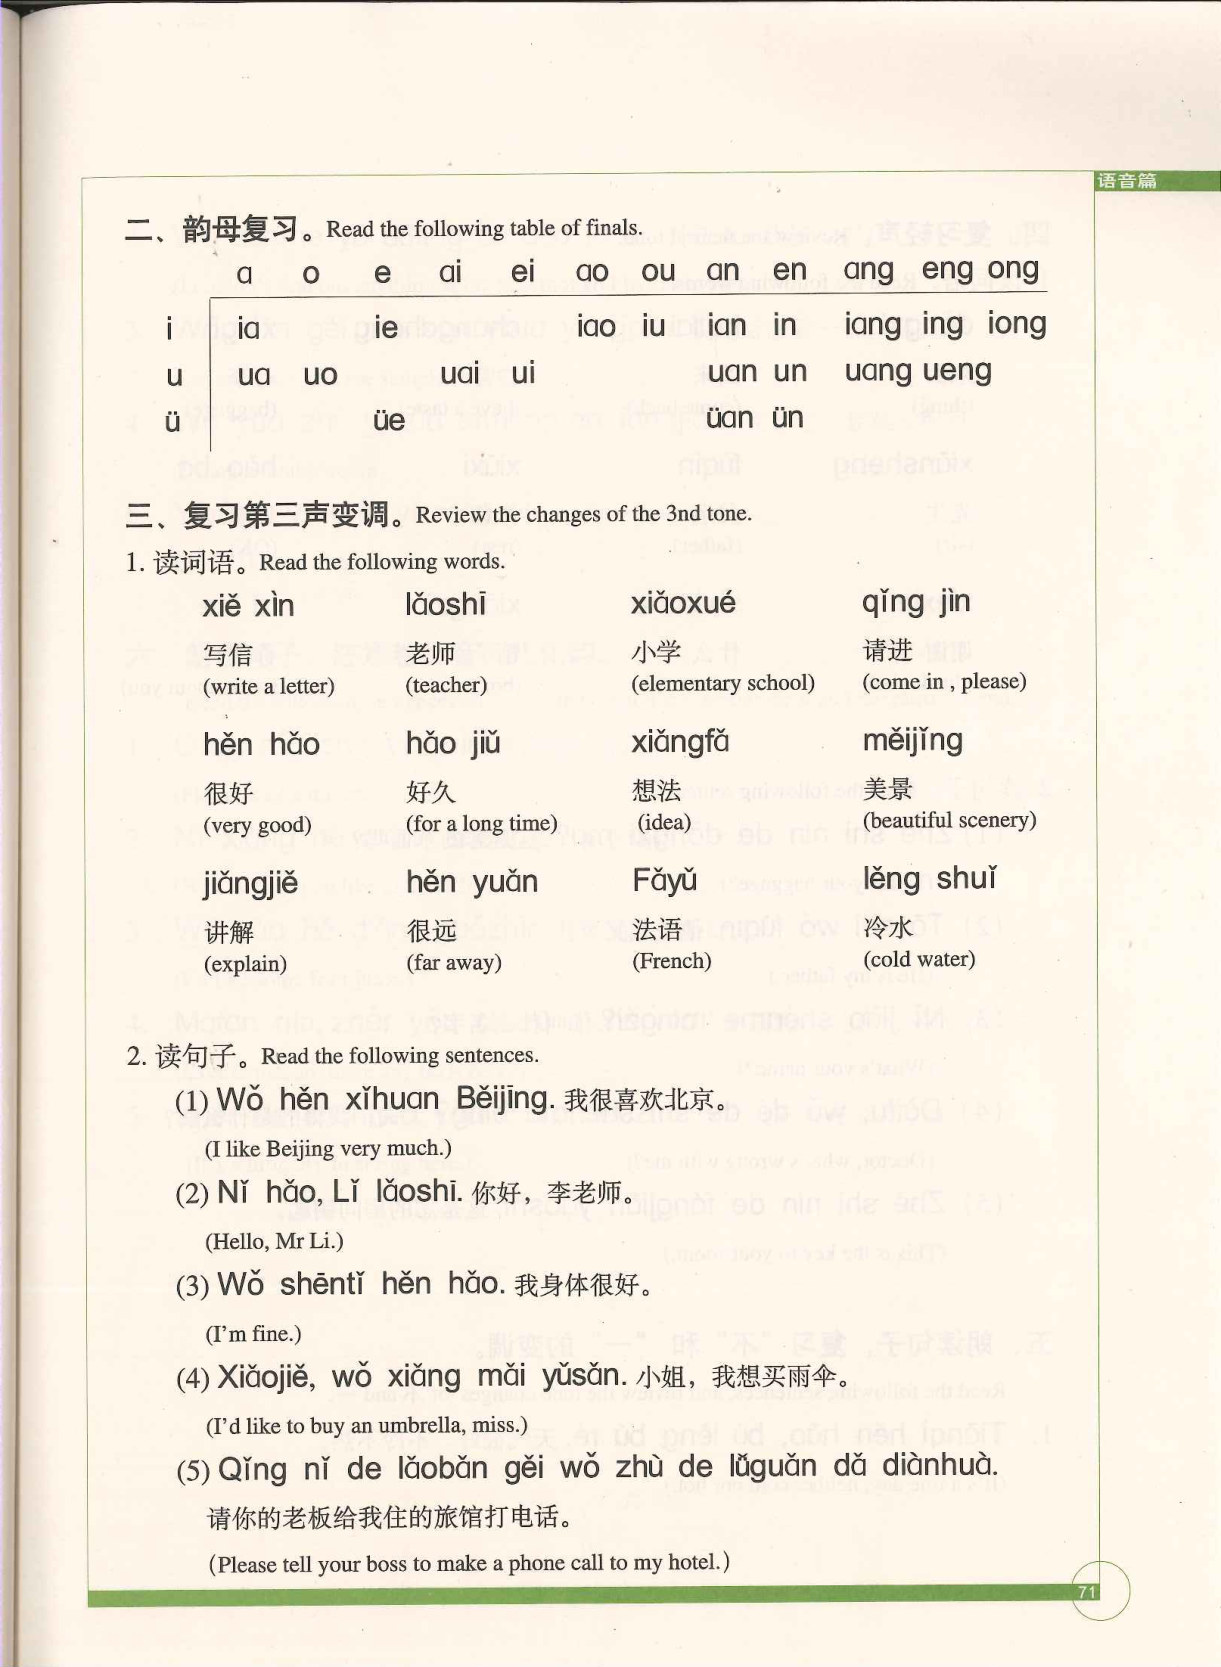 语音篇
二、韵母复习。Read the following table of finals.
a o e ai ei ao ou an en ang eng ong
i ia ie iao iu ian in iang ing iong
u ua uo uai ui uan un uang ueng
ü üe üan ün
三、复习第三声变调。Review the changes of the 3nd tone.
1. 读词语。Read the following words.
xiě xìn lǎoshī xiǎoxué qǐng jìn
写信 老师 小学 请进
(write a letter) (teacher) (elementary school) (come in , please)
hěn hǎo hǎo jiǔ xiǎngfǎ měijǐng
很好 好久 想法 美景
(very good) (for a long time) (idea) (beautiful scenery)
jiǎngjiě hěn yuǎn Fǎyǔ lěng shuǐ
讲解 很远 法语 冷水
(explain) (far away) (French) (cold water)
2. 读句子。Read the following sentences.
(1) Wǒ hěn xǐhuan Běijīng. 我很喜欢北京。
(I like Beijing very much.)
(2) Nǐ hǎo, Lǐ lǎoshī. 你好，李老师。
(Hello, Mr Li.)
(3) Wǒ shēntǐ hěn hǎo. 我身体很好。
(I'm fine.)
(4) Xiǎojiě, wǒ xiǎng mǎi yǔsǎn. 小姐，我想买雨伞。
(I'd like to buy an umbrella, miss.)
(5) Qǐng nǐ de lǎobǎn gěi wǒ zhù de lǚguǎn dǎ diànhuà.
请你的老板给我住的旅馆打电话。
(Please tell your boss to make a phone call to my hotel.)
71